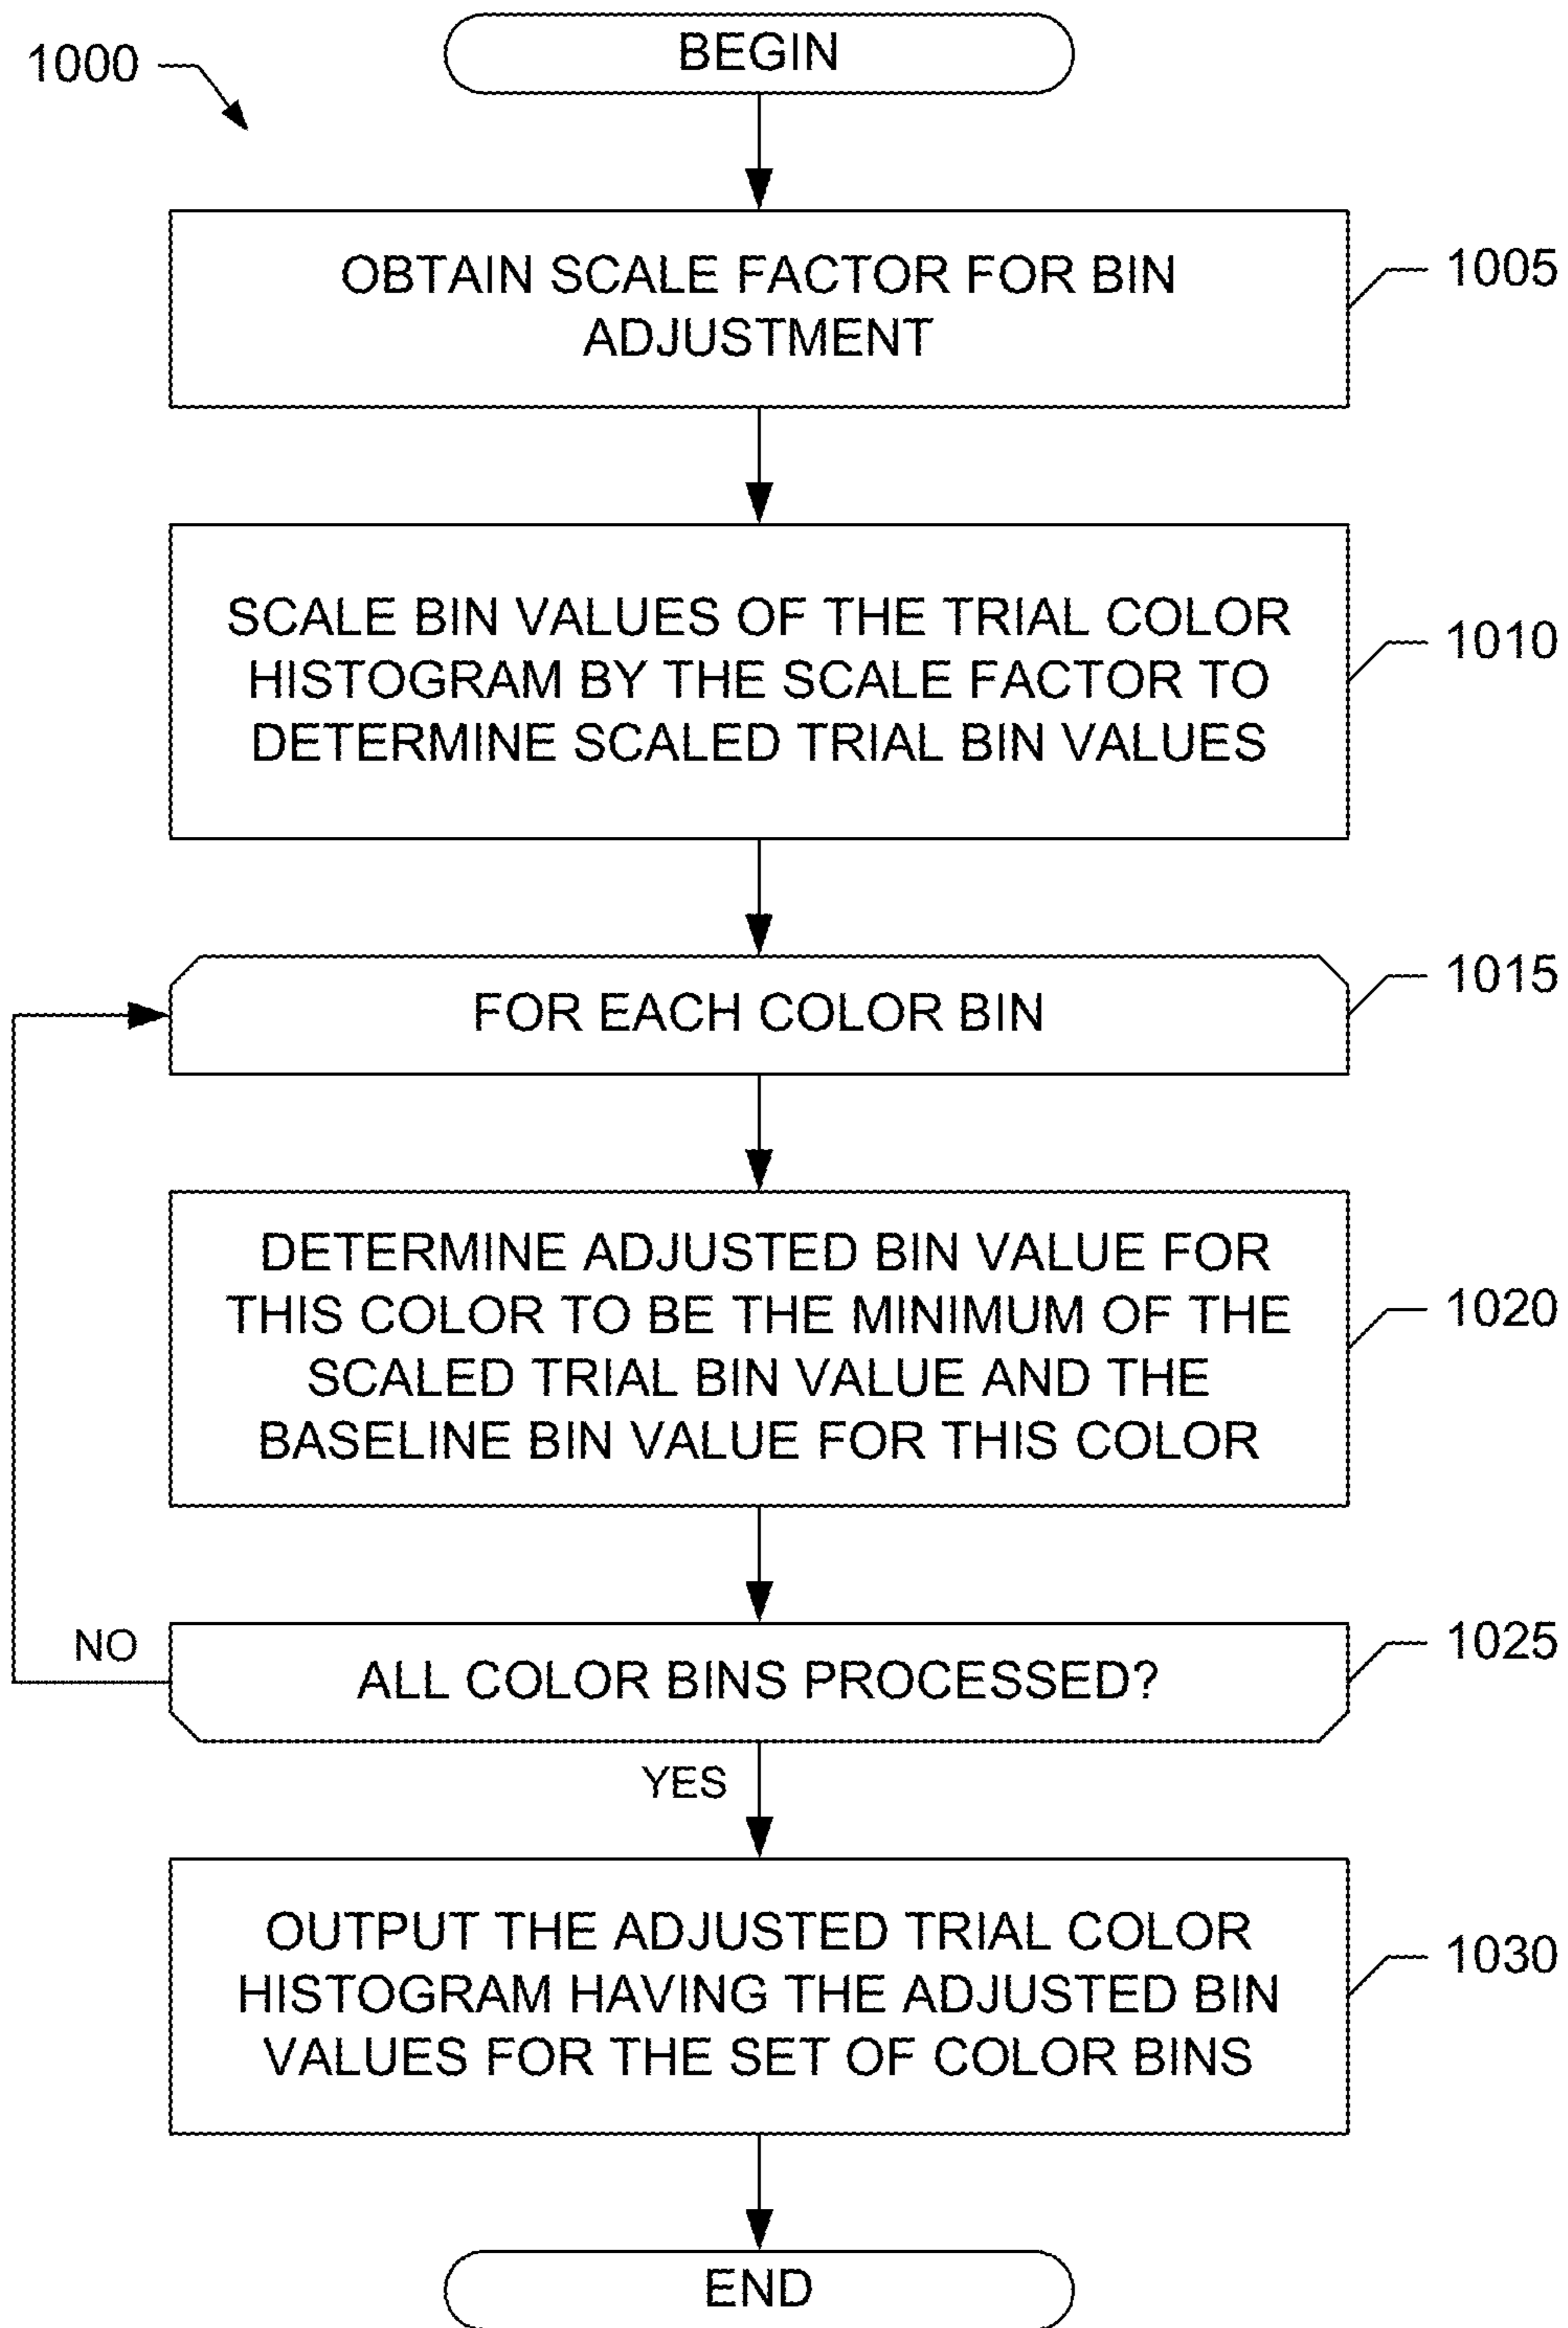 1000
BEGIN
OBTAIN SCALE FACTOR FOR BIN
ADJUSTMENT
1005
SCALE BIN VALUES OF THE TRIAL COLOR
HISTOGRAM BY THE SCALE FACTOR TO
DETERMINE SCALED TRIAL BIN VALUES
1010
FOR EACH COLOR BIN
1015
DETERMINE ADJUSTED BIN VALUE FOR
THIS COLOR TO BE THE MINIMUM OF THE
SCALED TRIAL BIN VALUE AND THE
BASELINE BIN VALUE FOR THIS COLOR
1020
NO
ALL COLOR BINS PROCESSED?
1025
YES
OUTPUT THE ADJUSTED TRIAL COLOR
HISTOGRAM HAVING THE ADJUSTED BIN
VALUES FOR THE SET OF COLOR BINS
1030
END